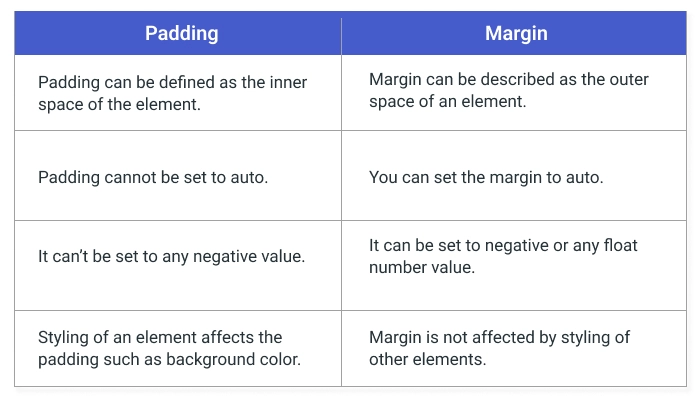 Padding
Margin
Padding can be defined as the inner
space of the element.
Margin can be described as the outer
space of an element.
Padding cannot be set to auto.
You can set the margin to auto.
It can’t be set to any negative value.
It can be set to negative or any float
number value.
Styling of an element affects the
padding such as background color.
Margin is not affected by styling of
other elements.